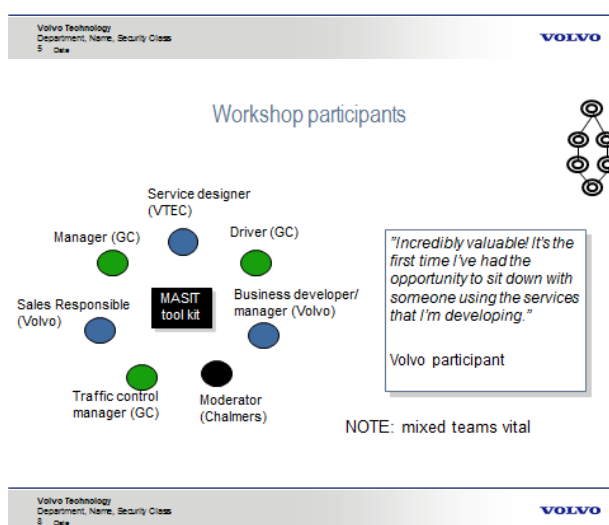 Volvo Technology
Department, Name, Security Class
5 Date
VOLVO
Workshop participants
Service designer
(VTEC)
Manager (GC)
Driver (GC)
Sales Responsible
(Volvo)
MASIT
tool kit
Business developer/
manager (Volvo)
Traffic control
manager (GC)
Moderator
(Chalmers)
"Incredibly valuable! It's the
first time I've had the
opportunity to sit down with
someone using the services
that I'm developing."
Volvo participant
NOTE: mixed teams vital
Volvo Technology
Department, Name, Security Class
Date
VOLVO